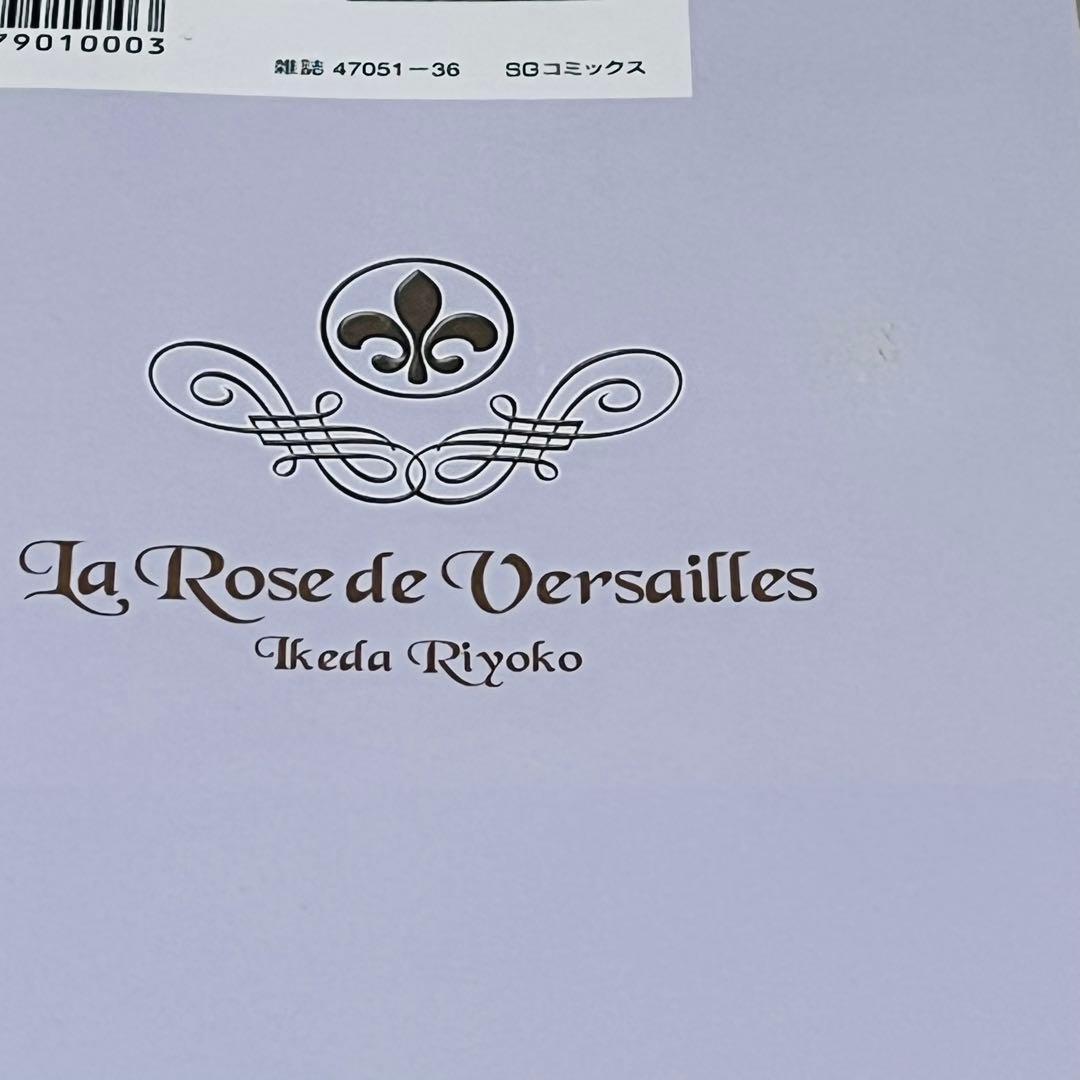 79010003
雑誌 47051-36 SGコミックス
La Rose de Versailles
Ikeda Riyoko